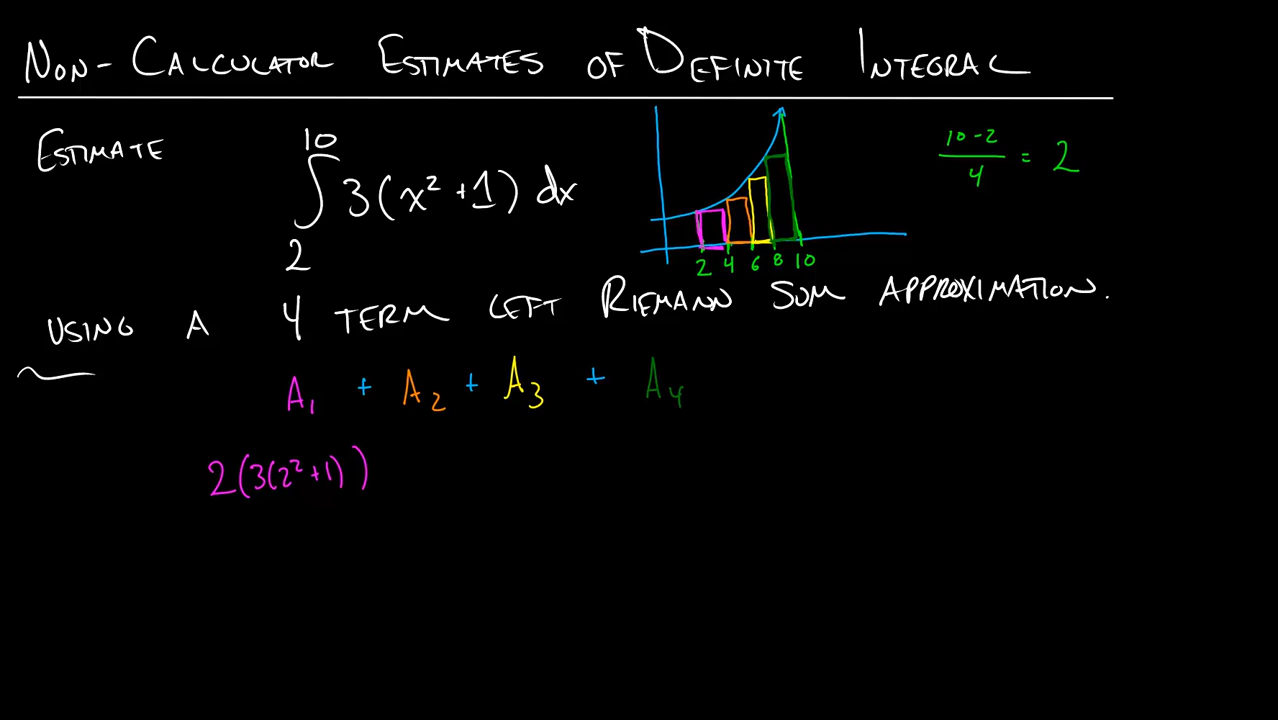 NON-CALCULATOR ESTIMATES OF DEFINITE INTEGRAL
ESTIMATE
10
∫ 3(x²+1) dx
2
2 4 6 8 10
10-2
4
= 2
USING A 4 TERM LEFT RIEMANN SUM APPROXIMATION.
A₁ + A₂ + A₃ + A₄
2(3(2²+1))